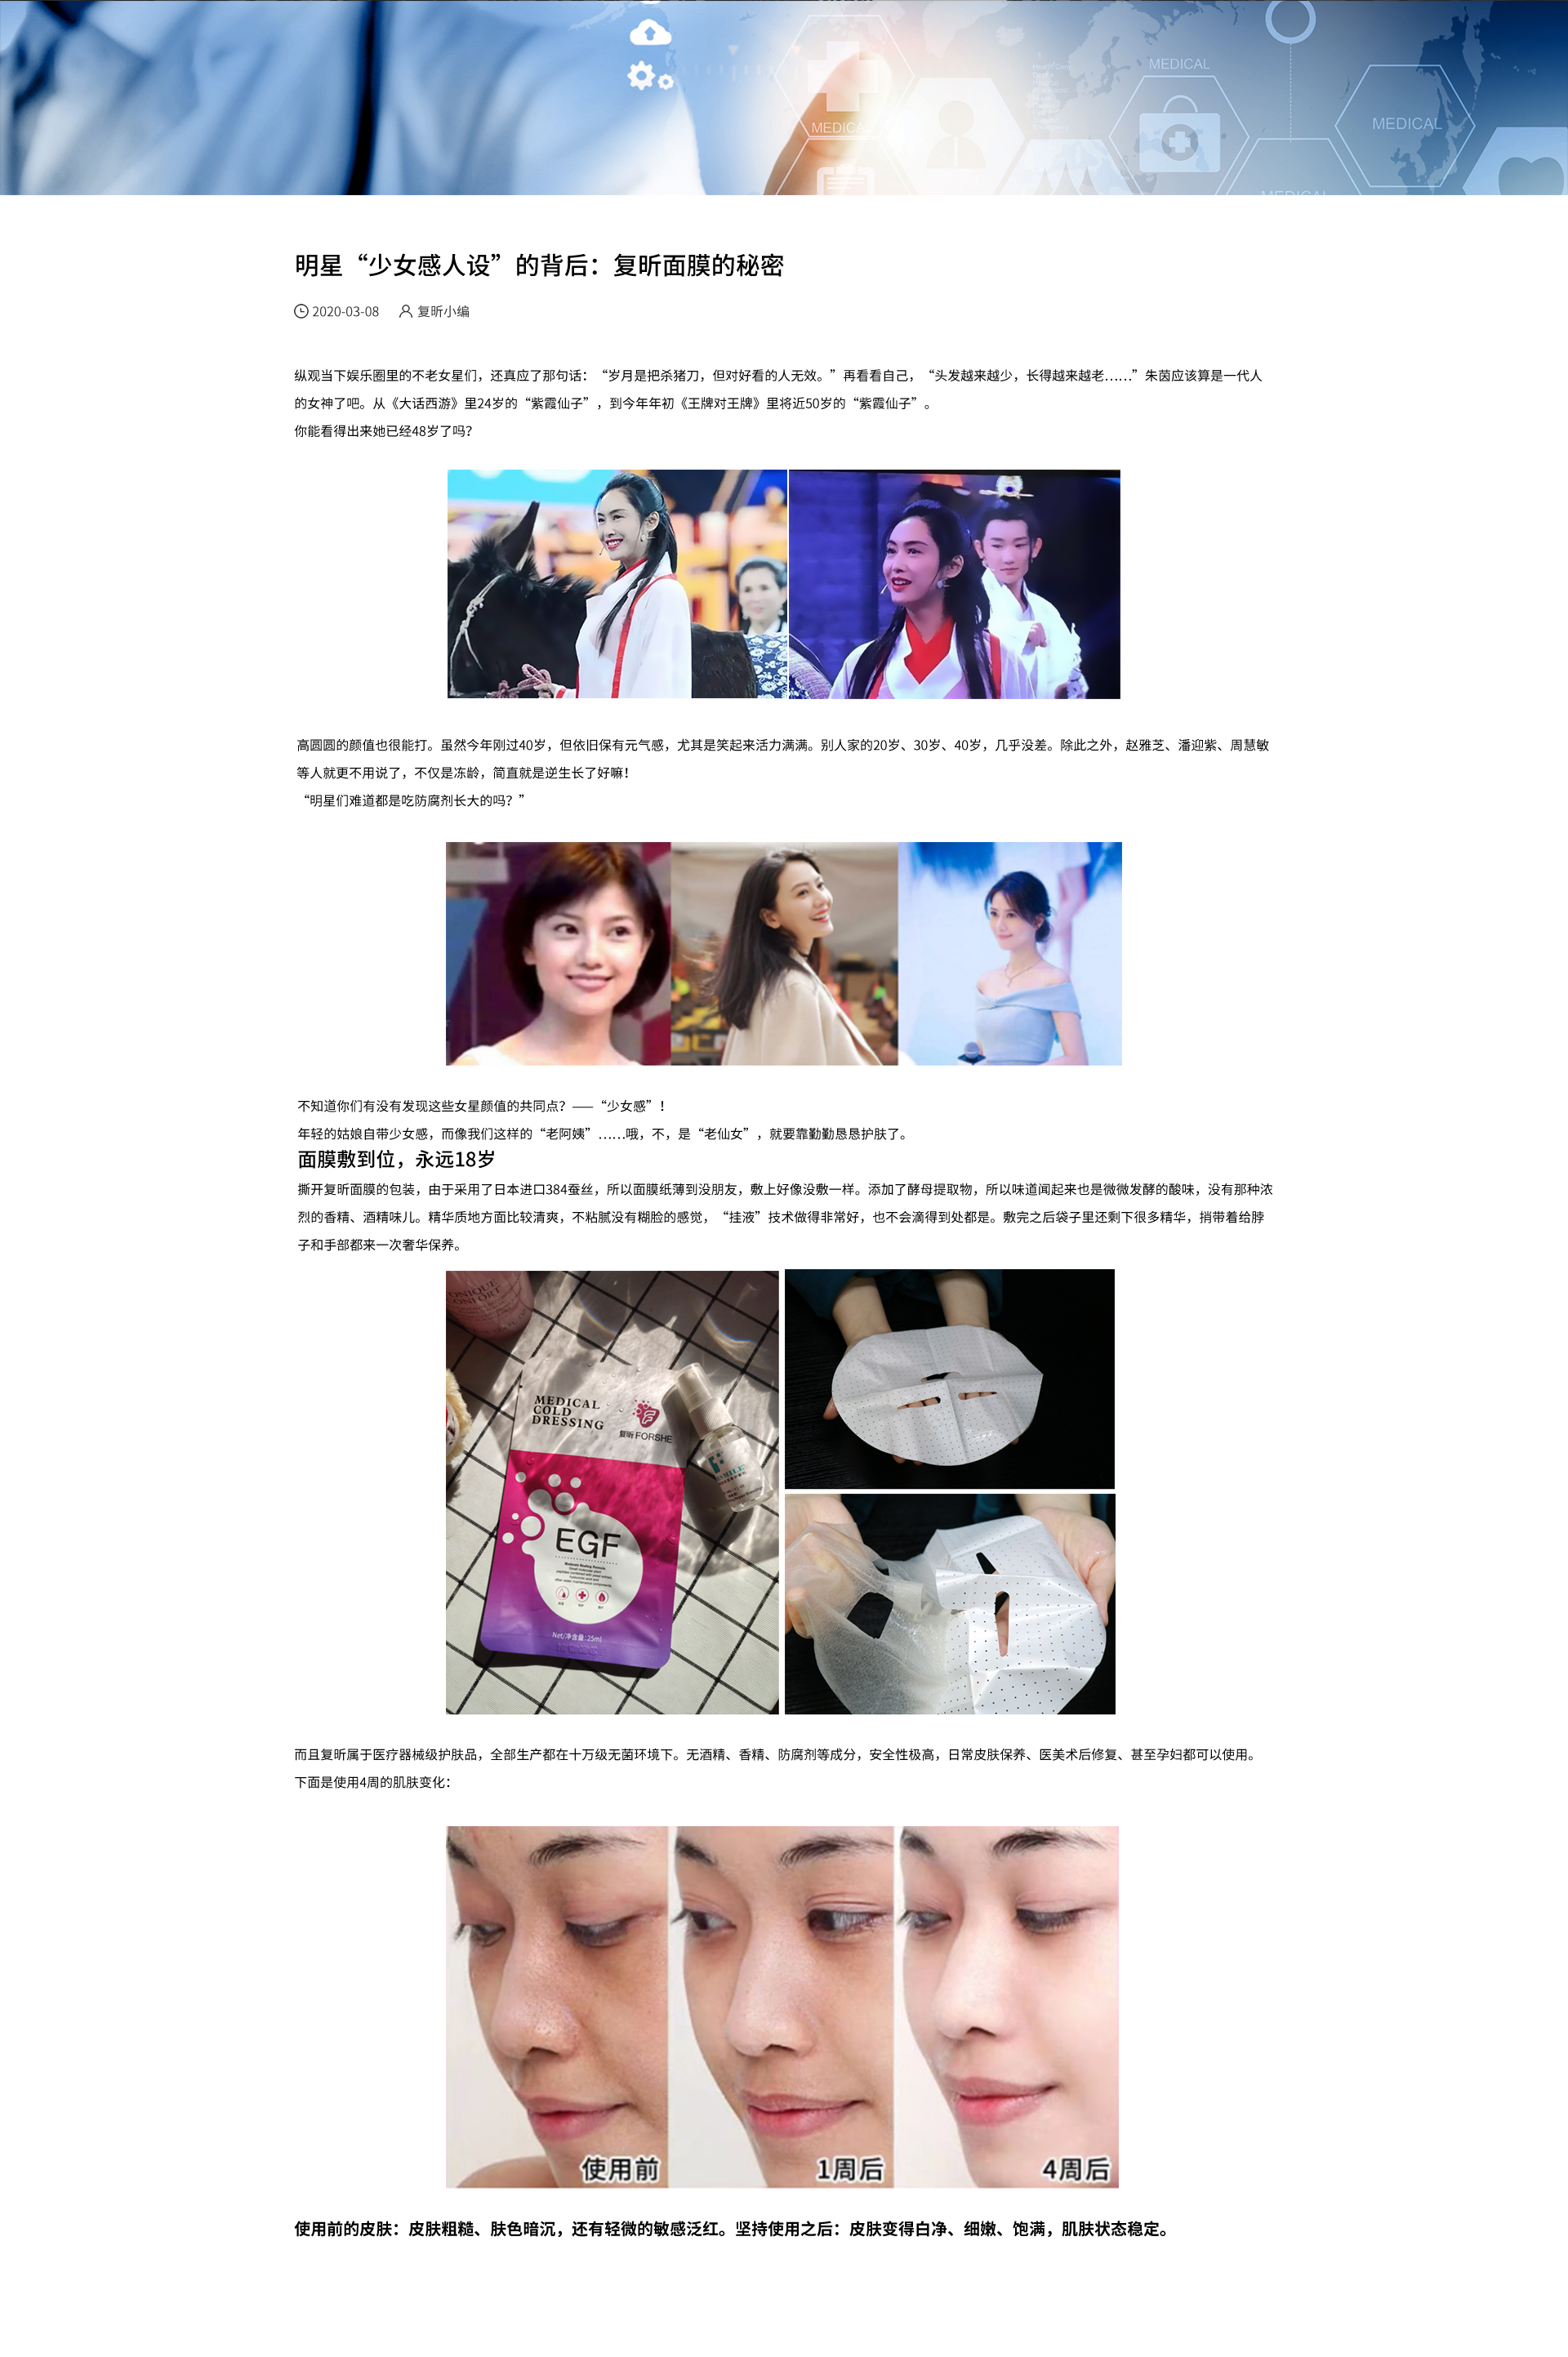 MEDICAL
MEDICAL
MEDICAL
MEDICAL
明星“少女感人设”的背后：复昕面膜的秘密
2020-03-08 复昕小编
纵观当下娱乐圈里的不老女星们，还真应了那句话：“岁月是把杀猪刀，但对好看的人无效。”再看看自己，“头发越来越少，长得越来越老……”朱茵应该算是一代人
的女神了吧。从《大话西游》里24岁的“紫霞仙子”，到今年年初《王牌对王牌》里将近50岁的“紫霞仙子”。
你能看得出来她已经48岁了吗？
高圆圆的颜值也很能打。虽然今年刚过40岁，但依旧保有元气感，尤其是笑起来活力满满。别人家的20岁、30岁、40岁，几乎没差。除此之外，赵雅芝、潘迎紫、周慧敏
等人就更不用说了，不仅是冻龄，简直就是逆生长了好嘛！
“明星们难道都是吃防腐剂长大的吗？”
不知道你们有没有发现这些女星颜值的共同点？——“少女感”！
年轻的姑娘自带少女感，而像我们这样的“老阿姨”……哦，不，是“老仙女”，就要靠勤勤恳恳护肤了。
面膜敷到位，永远18岁
撕开复昕面膜的包装，由于采用了日本进口384蚕丝，所以面膜纸薄到没朋友，敷上好像没敷一样。添加了酵母提取物，所以味道闻起来也是微微发酵的酸味，没有那种浓
烈的香精、酒精味儿。精华质地方面比较清爽，不粘腻没有糊脸的感觉，“挂液”技术做得非常好，也不会滴得到处都是。敷完之后袋子里还剩下很多精华，捎带着给脖
子和手部都来一次奢华保养。
MEDICAL
COLD
DRESSING
复昕 FORSHE
EGF
Net/净含量：25ml
而且复昕属于医疗器械级护肤品，全部生产都在十万级无菌环境下。无酒精、香精、防腐剂等成分，安全性极高，日常皮肤保养、医美术后修复、甚至孕妇都可以使用。
下面是使用4周的肌肤变化：
使用前
1周后
4周后
使用前的皮肤：皮肤粗糙、肤色暗沉，还有轻微的敏感泛红。坚持使用之后：皮肤变得白净、细嫩、饱满，肌肤状态稳定。